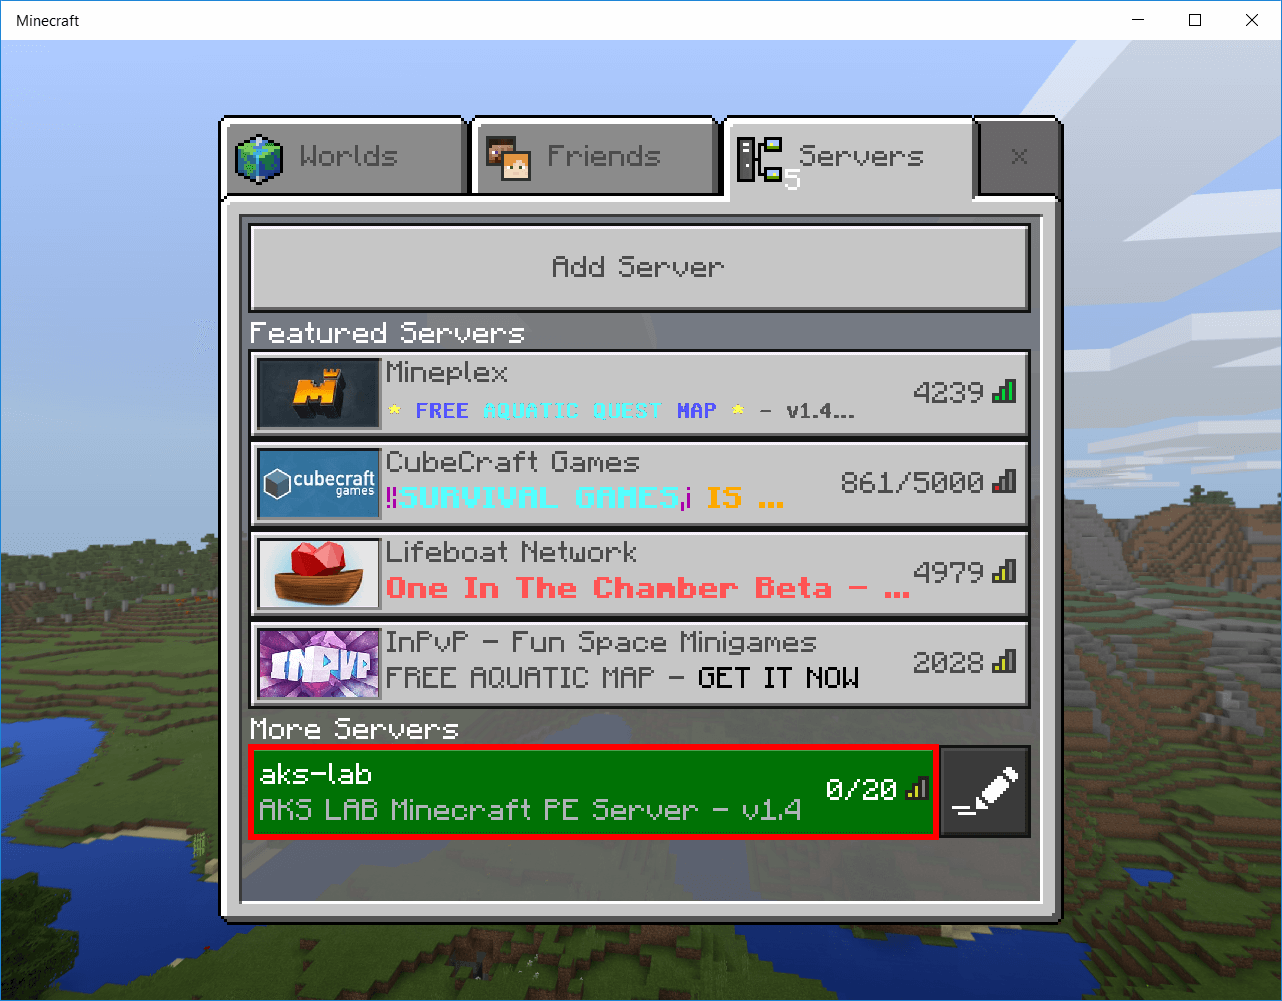 Minecraft
Worlds
Friends
Servers
5
Add Server
Featured Servers
Mineplex
* FREE AQUATIC QUEST MAP * - v1.4...
4239
cubecraft
games
CubeCraft Games
¦¦SURVIVAL GAMES¡¡ IS ...
861/5000
Lifeboat Network
One In The Chamber Beta - ...
4979
INPVP
InPvP - Fun Space Minigames
FREE AQUATIC MAP - GET IT NOW
2028
More Servers
aks-lab
AKS LAB Minecraft PE Server - v1.4
0/20